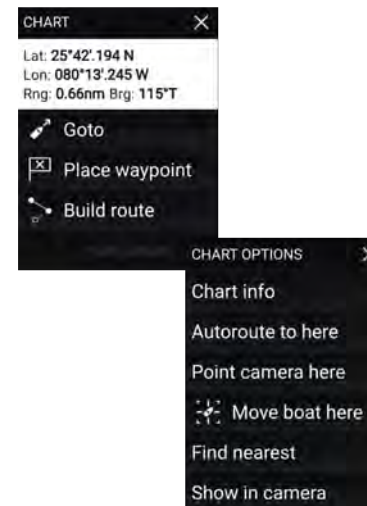 CHART
Lat: 25°42'.194 N
Lon: 080°13'.245 W
Rng: 0.66nm Brg: 115°T
Goto
Place waypoint
Build route
CHART OPTIONS
Chart info
Autoroute to here
Point camera here
Move boat here
Find nearest
Show in camera